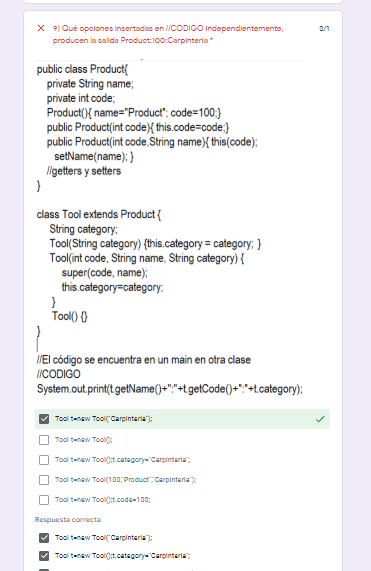 9) Qué opciones insertadas en //CODIGO independientemente, 0/1
producen la salida Product:100:Carpinteria *
public class Product{
private String name;
private int code;
Product(){ name="Product"; code=100;}
public Product(int code){ this.code=code;}
public Product(int code,String name){ this(code);
setName(name); }
//getters y setters
}
class Tool extends Product {
String category;
Tool(String category) {this.category = category; }
Tool(int code, String name, String category) {
super(code, name);
this.category=category;
}
Tool() {}
}
//El código se encuentra en un main en otra clase
//CODIGO
System.out.print(t.getName()+":"+t.getCode()+":"+t.category);
Tool t=new Tool("Carpinteria");
Tool t=new Tool();
Tool t=new Tool();t.category="Carpinteria";
Tool t=new Tool(100,"Product","Carpinteria");
Tool t=new Tool();t.code=100;
Respuesta correcta
Tool t=new Tool("Carpinteria");
Tool t=new Tool();t.category="Carpinteria";